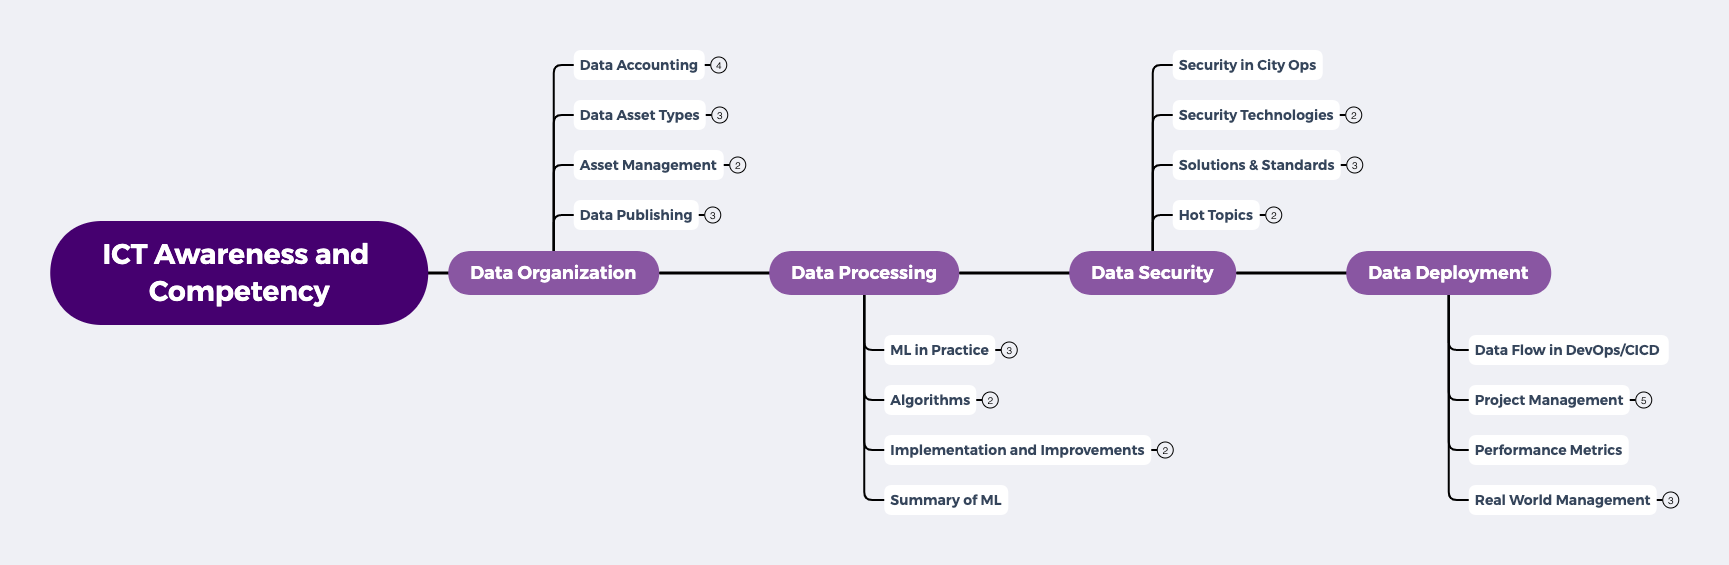 ICT Awareness and
Competency
Data Organization
Data Accounting 4
Data Asset Types 3
Asset Management 2
Data Publishing 3
Data Processing
ML in Practice 3
Algorithms 2
Implementation and Improvements 2
Summary of ML
Data Security
Security in City Ops
Security Technologies 2
Solutions & Standards 3
Hot Topics 2
Data Deployment
Data Flow in DevOps/CICD
Project Management 5
Performance Metrics
Real World Management 3